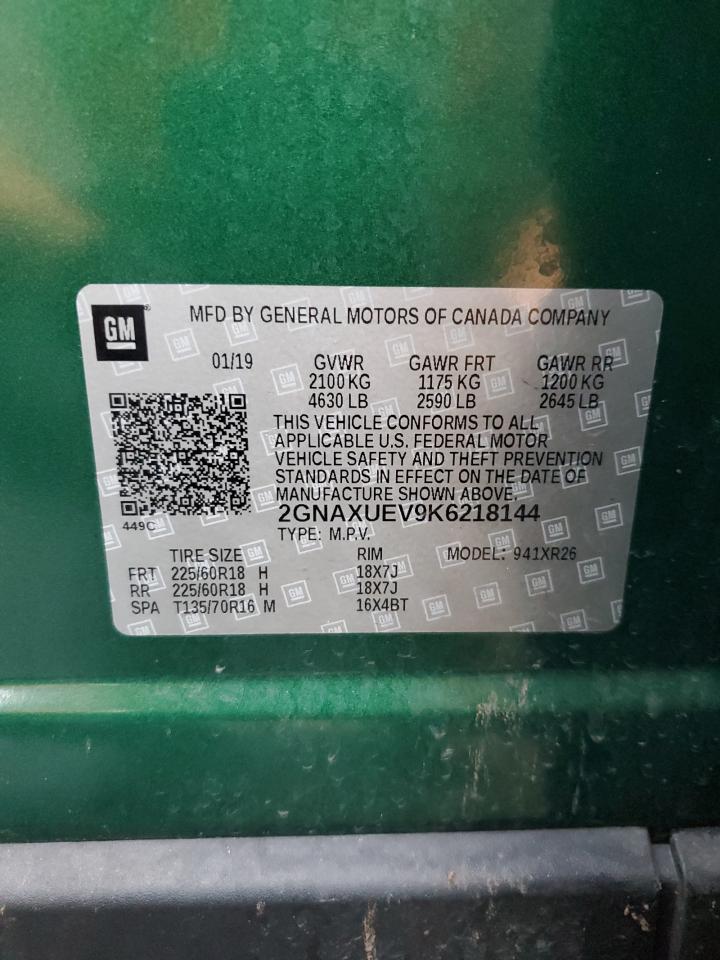 GM
MFD BY GENERAL MOTORS OF CANADA COMPANY
01/19 GVWR GAWR FRT GAWR RR
2100 KG 1175 KG 1200 KG
4630 LB 2590 LB 2645 LB
THIS VEHICLE CONFORMS TO ALL
APPLICABLE U.S. FEDERAL MOTOR
VEHICLE SAFETY AND THEFT PREVENTION
STANDARDS IN EFFECT ON THE DATE OF
MANUFACTURE SHOWN ABOVE.
2GNAXUEV9K6218144
449C
TYPE: M.P.V.
TIRE SIZE RIM MODEL: 941XR26
FRT 225/60R18 H 18X7J
RR 225/60R18 H 18X7J
SPA T135/70R16 M 16X4BT